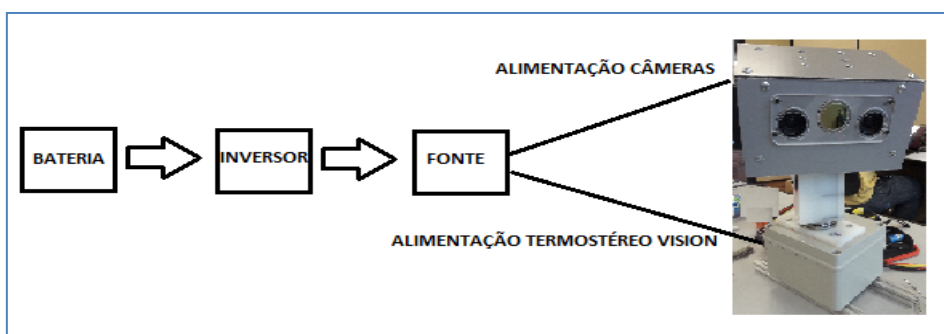 ALIMENTAÇÃO CÂMERAS
BATERIA
INVERSOR
FONTE
ALIMENTAÇÃO TERMOSTÉREO VISION